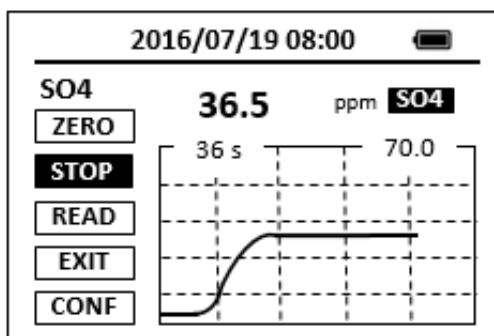 2016/07/19 08:00
SO4
36.5 ppm SO4
ZERO
36 s 70.0
STOP
READ
EXIT
CONF